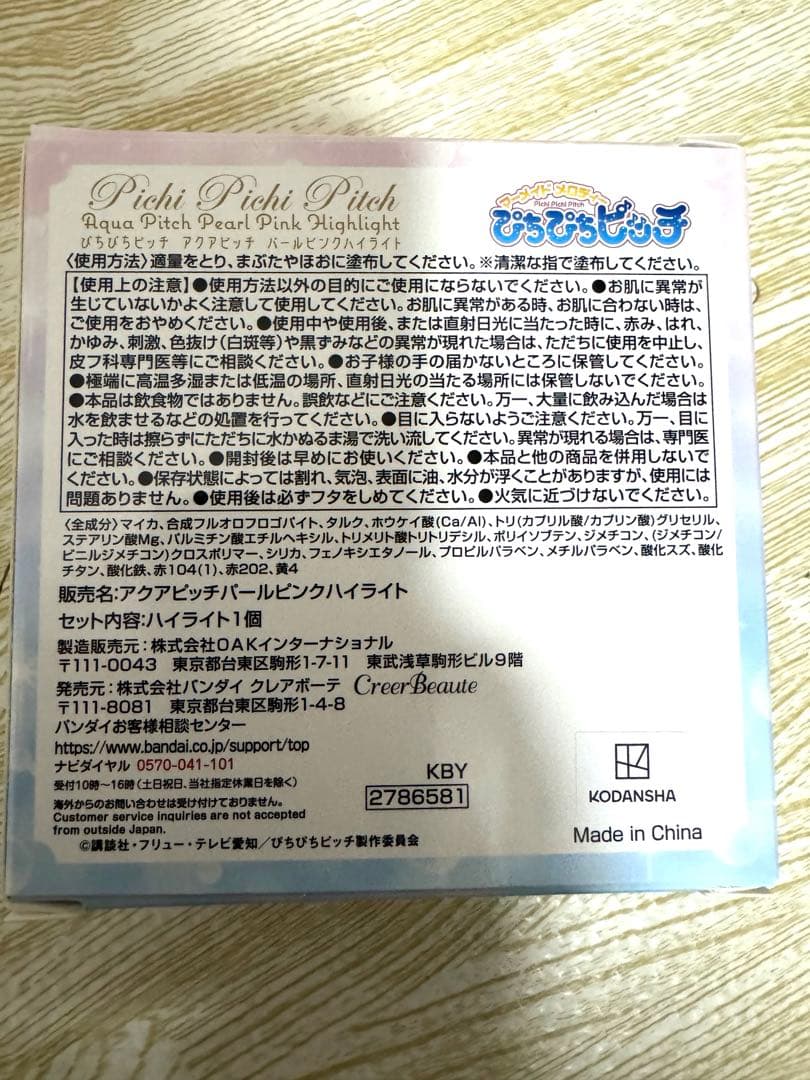 Pichi Pichi Pitch
Aqua Pitch Pearl Pink Highlight
ぴちぴちピッチ アクアピッチ パールピンクハイライト
マーメイド メロディー
Pichi Pichi Pitch
ぴちぴちピッチ
〈使用方法〉適量をとり、まぶたやほおに塗布してください。※清潔な指で塗布してください。
【使用上の注意】●使用方法以外の目的にご使用にならないでください。●お肌に異常が
生じていないかよく注意して使用してください。お肌に異常がある時、お肌に合わない時は、
ご使用をおやめください。●使用中や使用後、または直射日光に当たった時に、赤み、はれ、
かゆみ、刺激、色抜け(白斑等)や黒ずみなどの異常が現れた場合は、ただちに使用を中止し、
皮フ科専門医等にご相談ください。●お子様の手の届かないところに保管してください。
●極端に高温多湿または低温の場所、直射日光の当たる場所には保管しないでください。
●本品は飲食物ではありません。誤飲などにご注意ください。万一、大量に飲み込んだ場合は
水を飲ませるなどの処置を行ってください。●目に入らないようご注意ください。万一、目に
入った時は擦らずにただちに水かぬるま湯で洗い流してください。異常が現れる場合は、専門医
にご相談ください。●開封後は早めにお使いください。●本品と他の商品を併用しないで
ください。●保存状態によっては割れ、気泡、表面に油、水分が浮くことがありますが、使用には
問題ありません。●使用後は必ずフタをしめてください。●火気に近づけないでください。
〈全成分〉マイカ、合成フルオロフロゴパイト、タルク、ホウケイ酸(Ca/Al)、トリ(カプリル酸/カプリン酸)グリセリル、
ステアリン酸Mg、パルミチン酸エチルヘキシル、トリメリト酸トリトリデシル、ポリイソブテン、ジメチコン、(ジメチコン/
ビニルジメチコン)クロスポリマー、シリカ、フェノキシエタノール、プロピルパラベン、メチルパラベン、酸化スズ、酸化
チタン、酸化鉄、赤104(1)、赤202、黄4
販売名:アクアピッチパールピンクハイライト
セット内容:ハイライト1個
製造販売元:株式会社OAKインターナショナル
〒111-0043 東京都台東区駒形1-7-11 東武浅草駒形ビル9階
発売元:株式会社バンダイ クレアボーテ CreerBeaute
〒111-8081 東京都台東区駒形1-4-8
バンダイお客様相談センター
https://www.bandai.co.jp/support/top
ナビダイヤル 0570-041-101
受付10時〜16時(土日祝日、当社指定休業日を除く)
海外からのお問い合わせは受け付けておりません。
Customer service inquiries are not accepted
from outside Japan.
©講談社・フリュー・テレビ愛知/ぴちぴちピッチ製作委員会
KBY
2786581
KODANSHA
Made in China